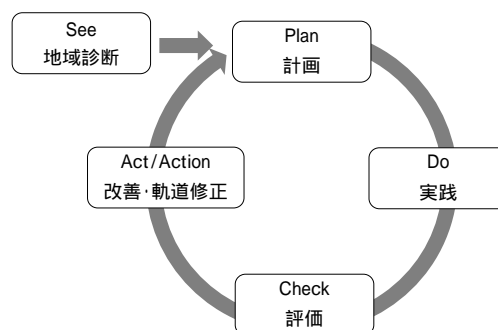 See
地域診断
Plan
計画
Act/Action
改善･軌道修正
Do
実践
Check
評価